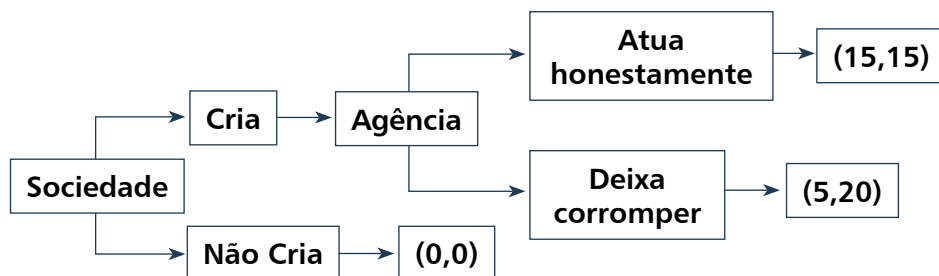 Atua
honestamente
(15,15)
Cria
Agência
Sociedade
Deixa
corromper
(5,20)
Não Cria
(0,0)